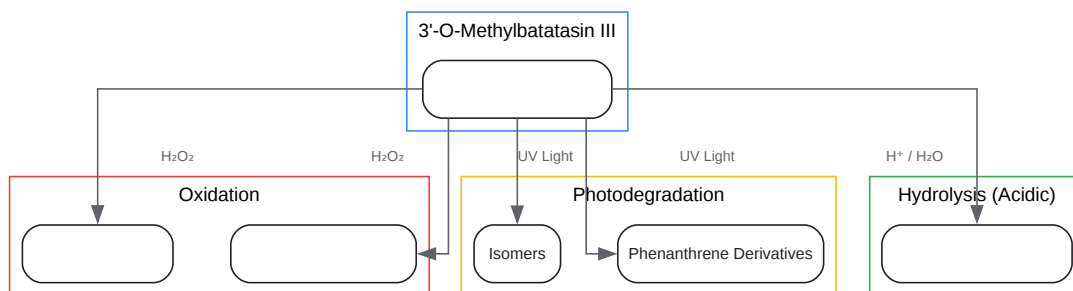 3'-O-Methylbatatasin III
H₂O₂
H₂O₂
UV Light
UV Light
H⁺ / H₂O
Oxidation
Photodegradation
Hydrolysis (Acidic)
Isomers
Phenanthrene Derivatives